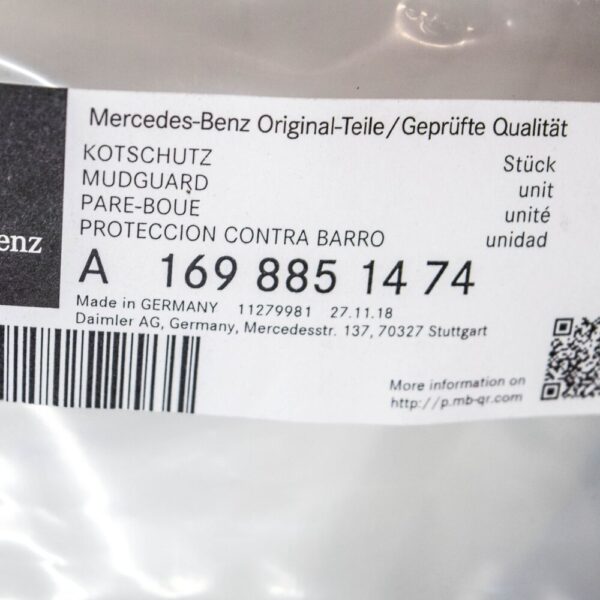 Mercedes-Benz Original-Teile/Geprüfte Qualität
KOTSCHUTZ Stück
MUDGUARD unit
PARE-BOUE unité
PROTECCION CONTRA BARRO unidad
enz
A 169 885 14 74
Made in GERMANY 11279981 27.11.18
Daimler AG, Germany, Mercedesstr. 137, 70327 Stuttgart
More information on
http://p.mb-qr.com